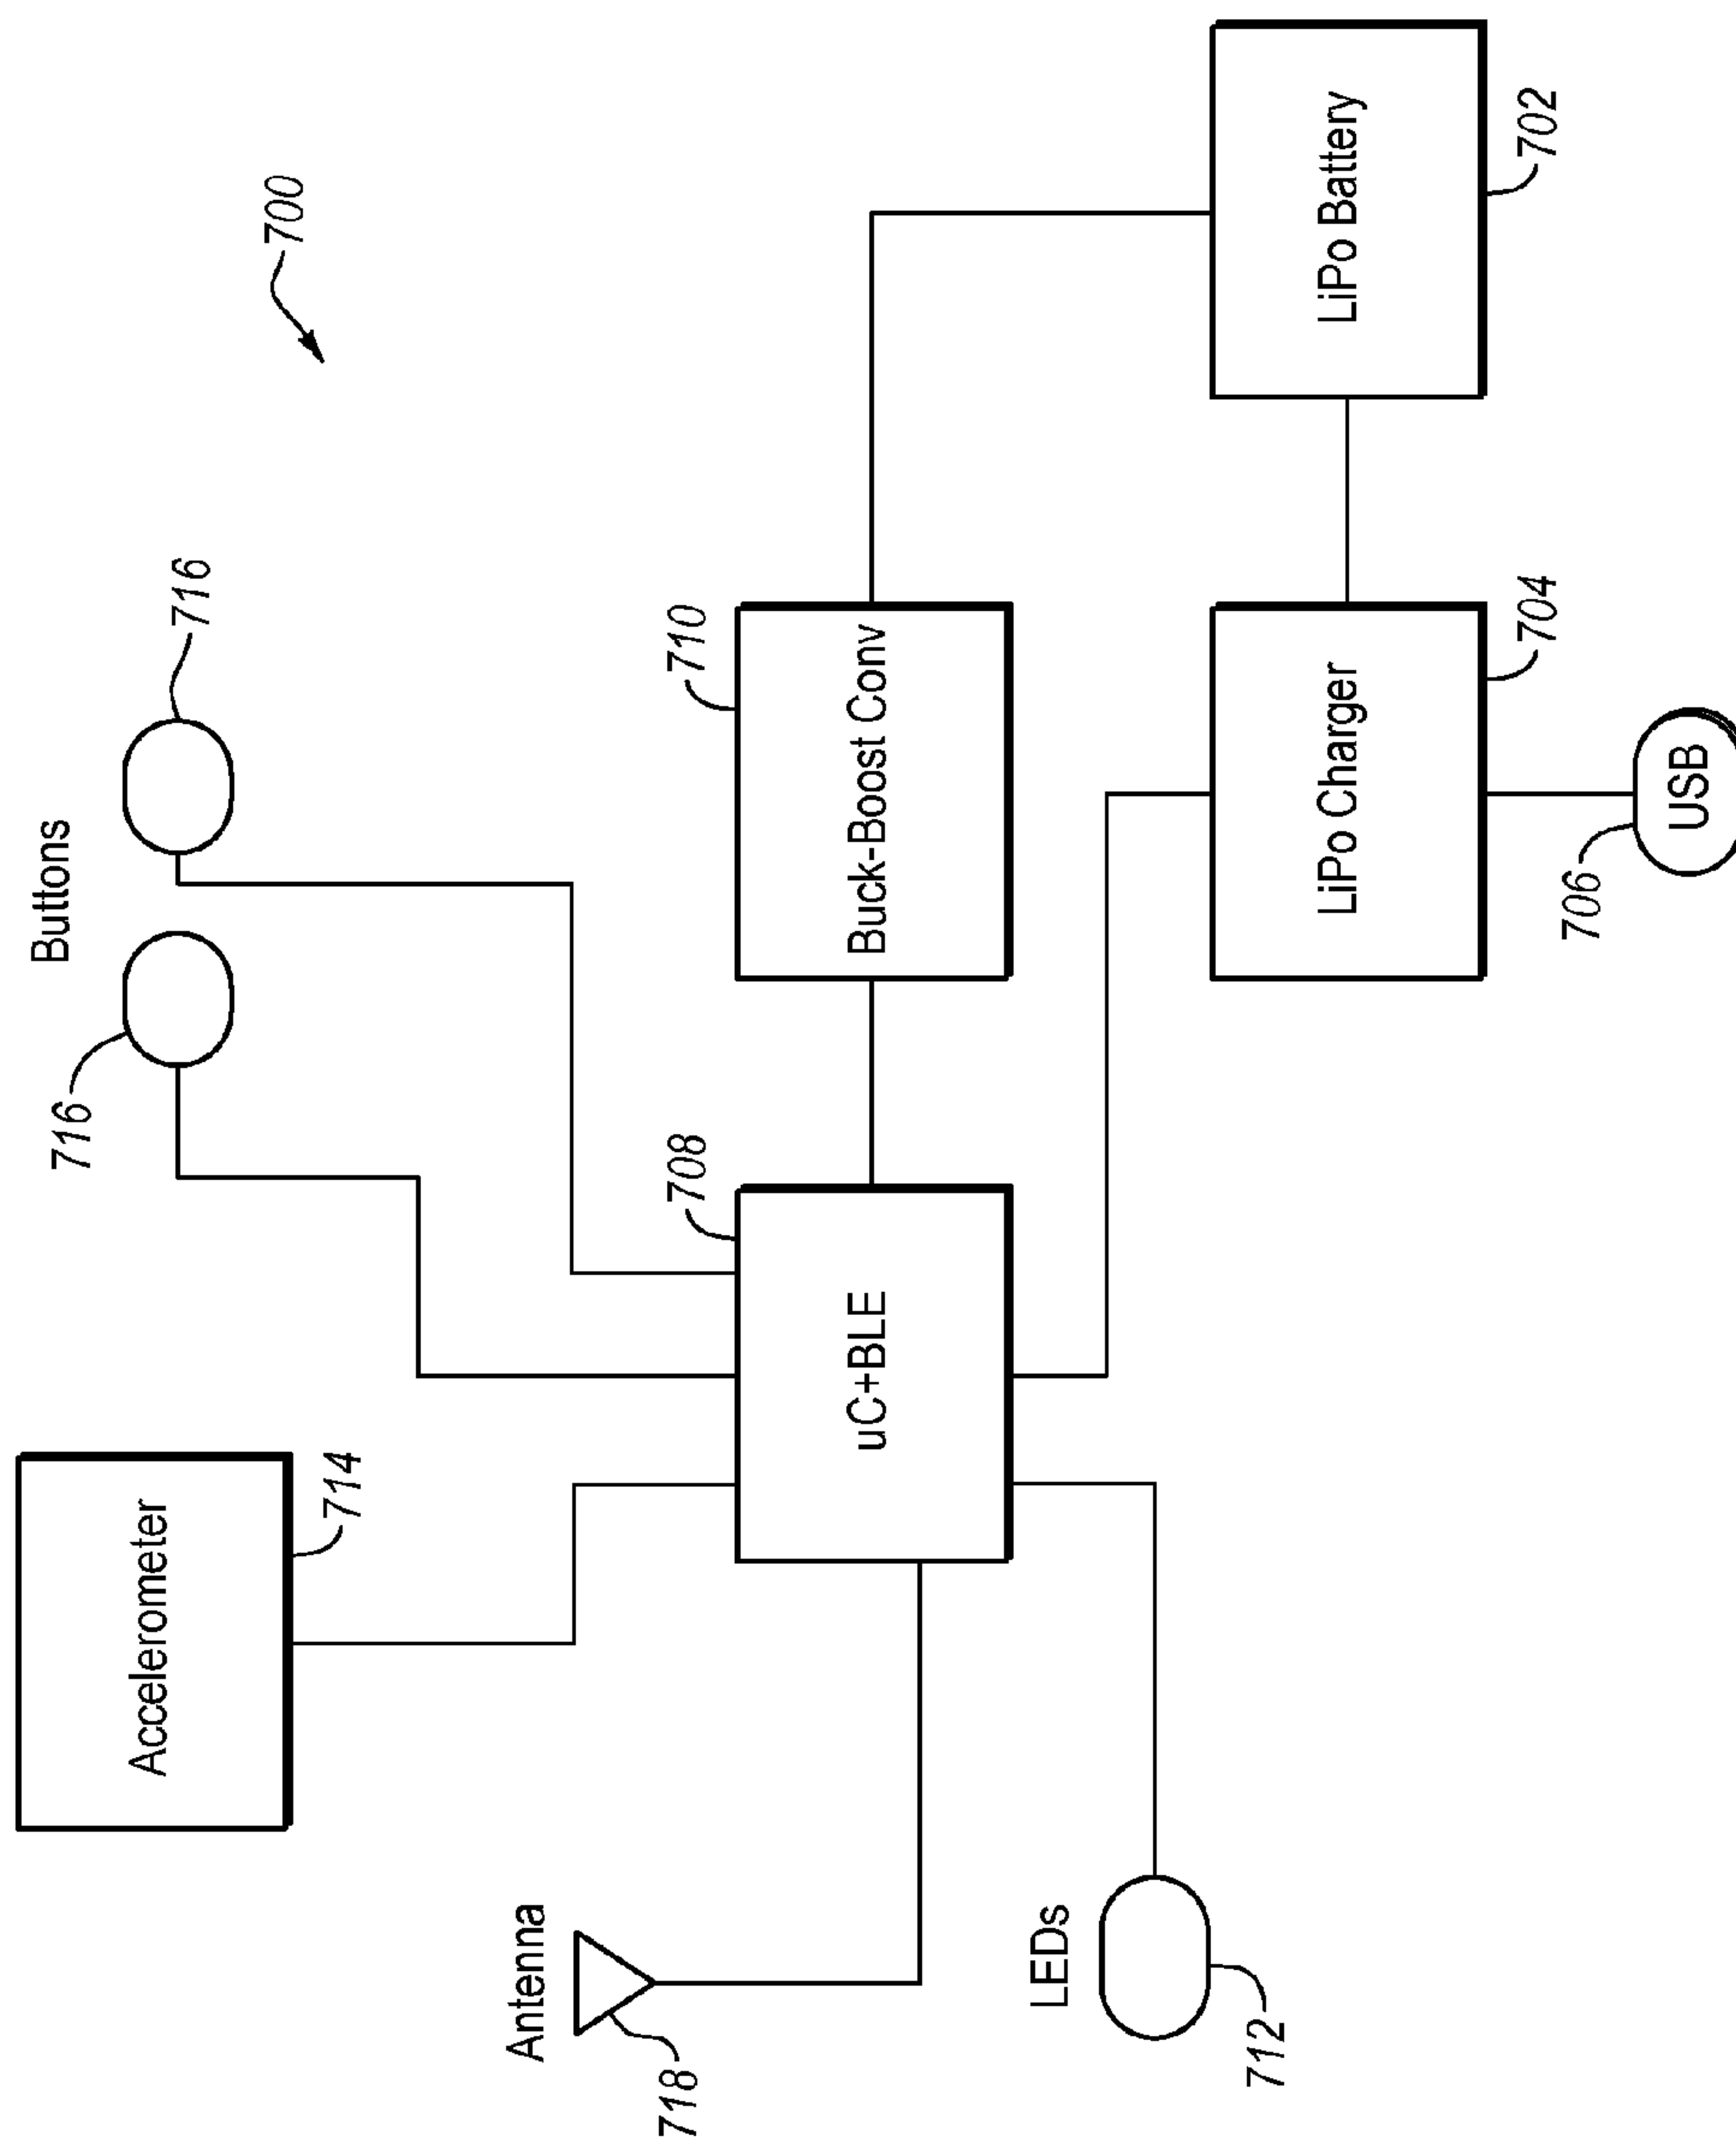 700
Buttons
716
716
Accelerometer
714
Antenna
718
708
uC+BLE
710
Buck-Boost Conv
LEDs
712
LiPo Charger
704
LiPo Battery
702
706
USB